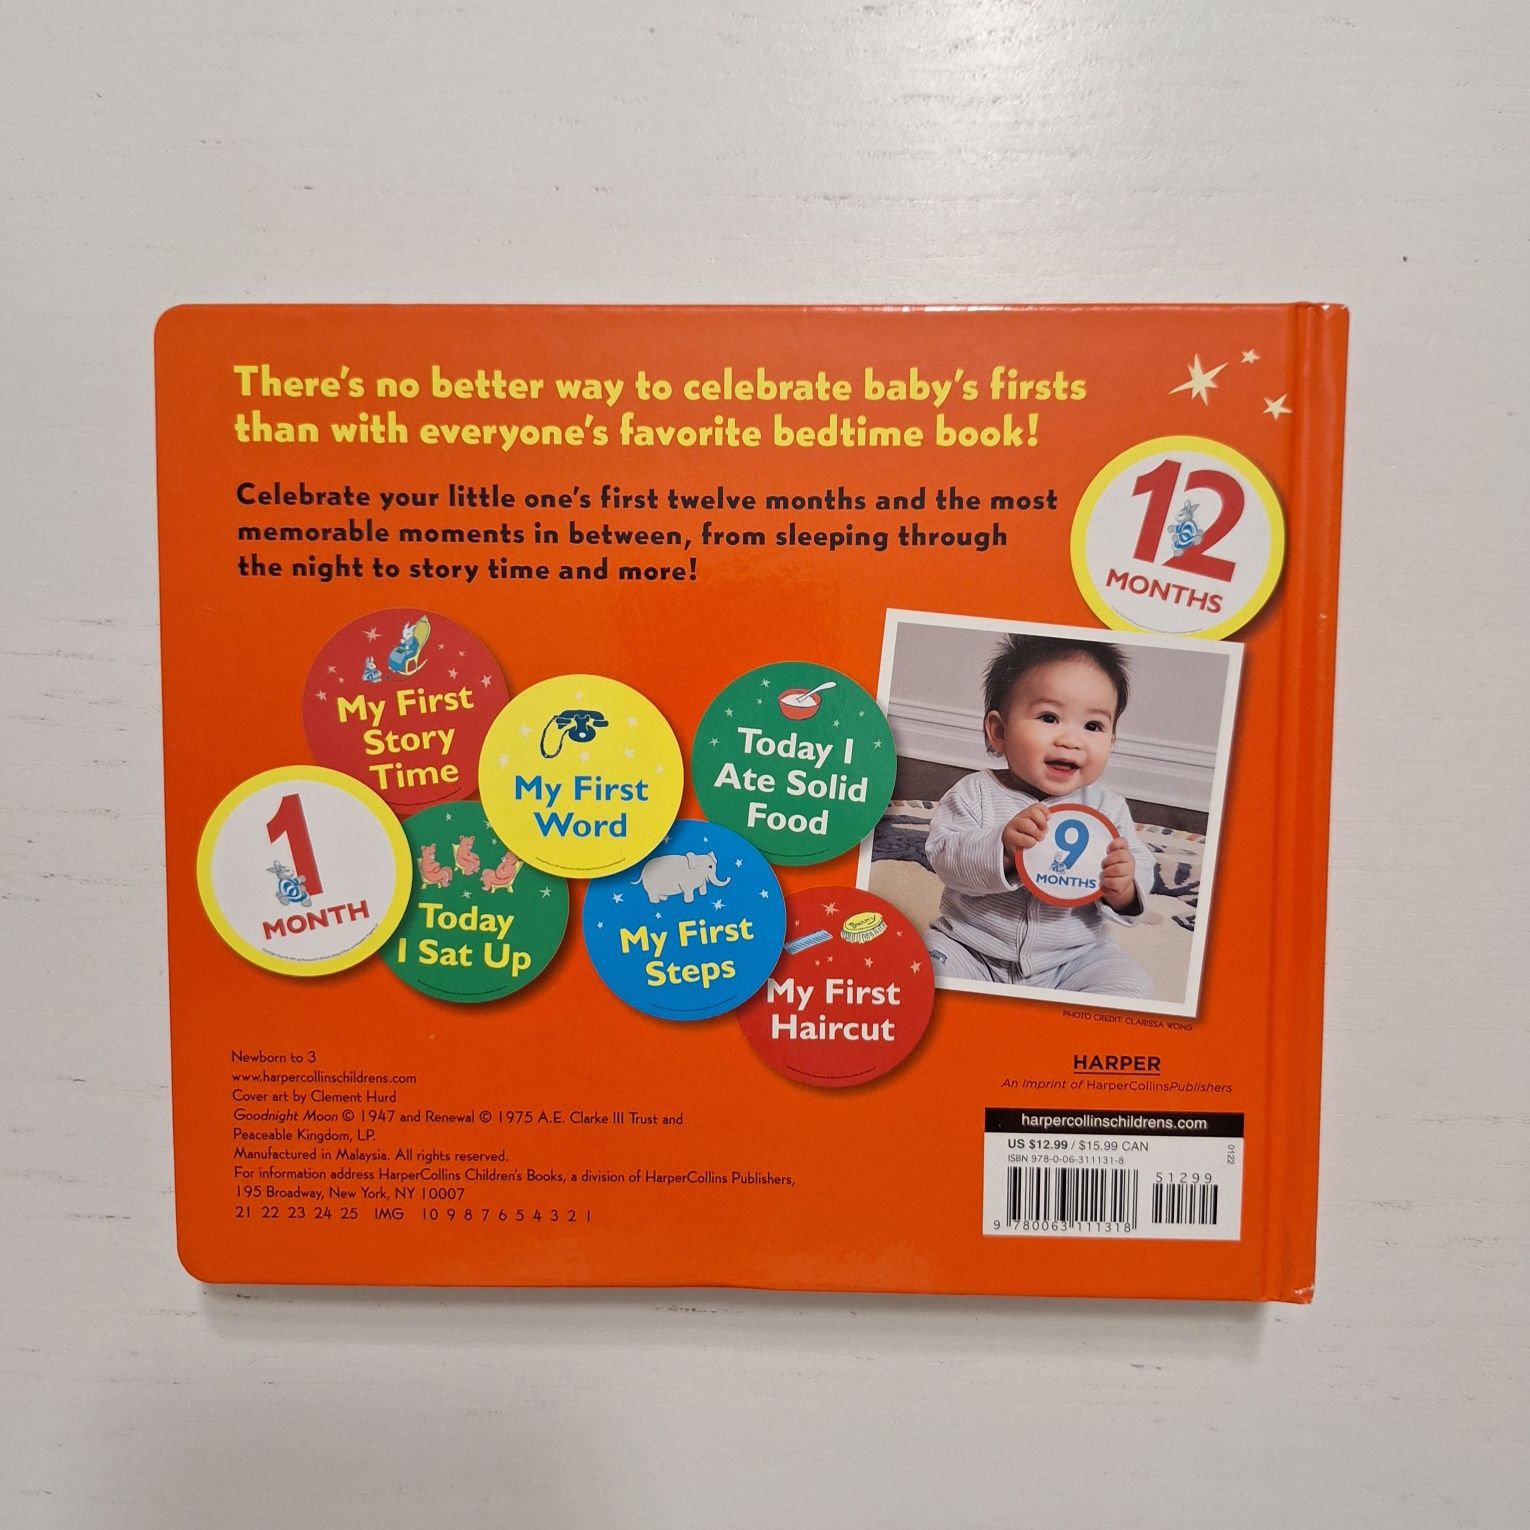 There's no better way to celebrate baby's firsts
than with everyone's favorite bedtime book!
Celebrate your little one's first twelve months and the most
memorable moments in between, from sleeping through
the night to story time and more!
12
MONTHS
My First
Story
Time
My First
Word
Today I
Ate Solid
Food
1
MONTH
Today
I Sat Up
My First
Steps
Bunny
My First
Haircut
9
MONTHS
PHOTO CREDIT: CLARISSA WONG
Newborn to 3
www.harpercollinschildrens.com
Cover art by Clement Hurd
Goodnight Moon © 1947 and Renewal © 1975 A.E. Clarke III Trust and
Peaceable Kingdom, L.P.
Manufactured in Malaysia. All rights reserved.
For information address HarperCollins Children's Books, a division of HarperCollins Publishers,
195 Broadway, New York, NY 10007
21 22 23 24 25 IMG 10 9 8 7 6 5 4 3 2 1
HARPER
An Imprint of HarperCollinsPublishers
harpercollinschildrens.com
US $12.99 / $15.99 CAN
ISBN 978-0-06-311131-8
0122
51299
9 780063 111318